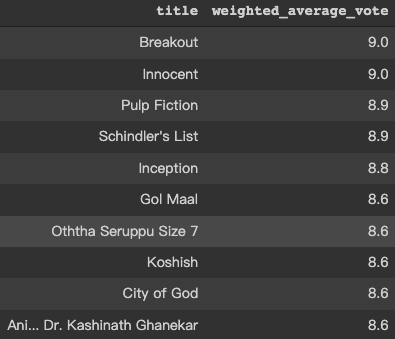 title weighted_average_vote
Breakout 9.0
Innocent 9.0
Pulp Fiction 8.9
Schindler's List 8.9
Inception 8.8
Gol Maal 8.6
Oththa Seruppu Size 7 8.6
Koshish 8.6
City of God 8.6
Ani... Dr. Kashinath Ghanekar 8.6